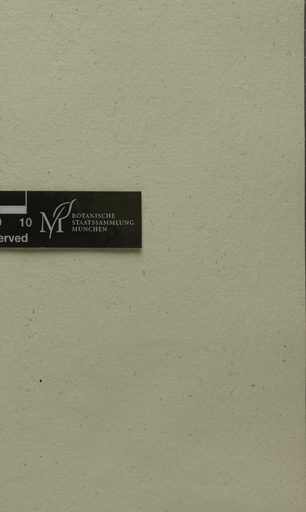 10
erved
BOTANISCHE
STAATSSAMMLUNG
MÜNCHEN